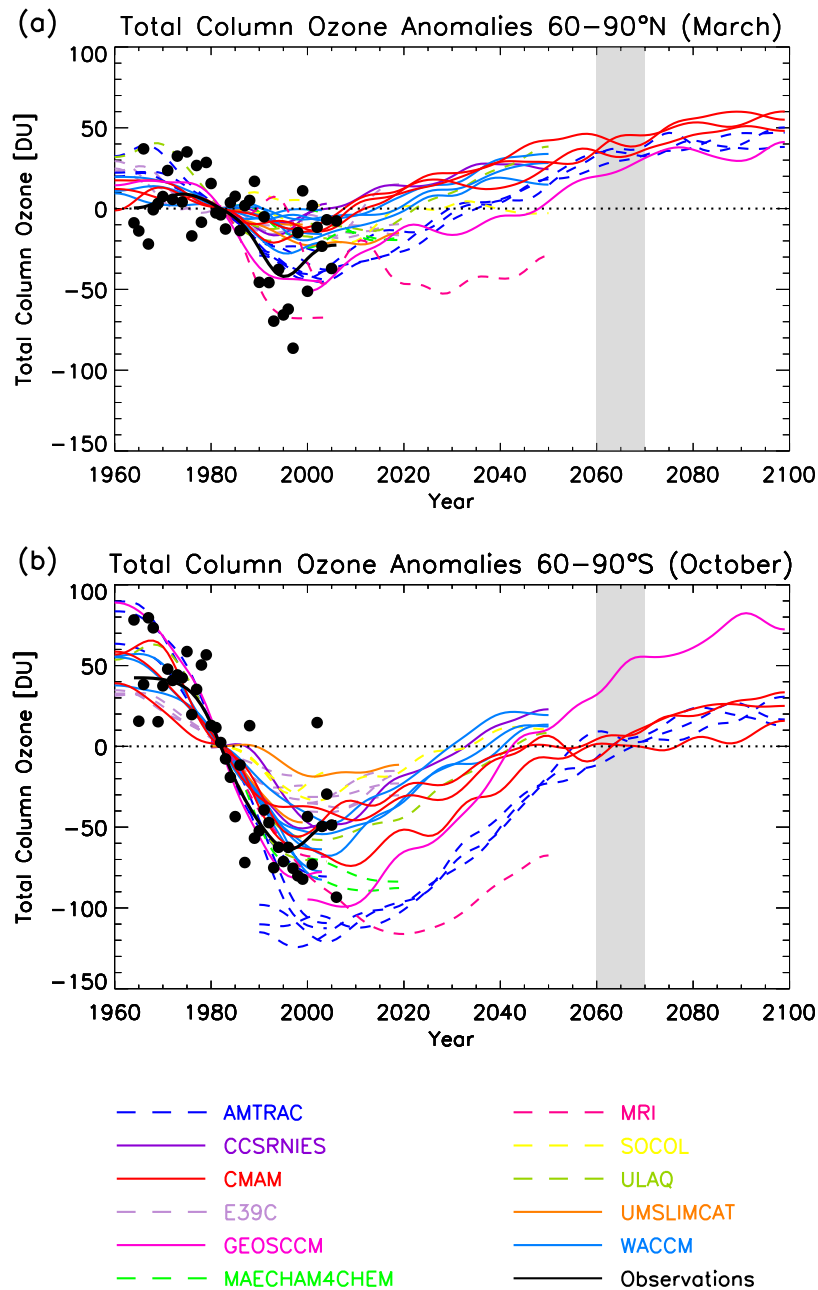 (a) Total Column Ozone Anomalies 60−90°N (March)
100
50
0
−50
−100
−150
Total Column Ozone [DU]
1960 1980 2000 2020 2040 2060 2080 2100
Year
(b) Total Column Ozone Anomalies 60−90°S (October)
100
50
0
−50
−100
−150
Total Column Ozone [DU]
1960 1980 2000 2020 2040 2060 2080 2100
Year
AMTRAC
CCSRNIES
CMAM
E39C
GEOSCCM
MAECHAM4CHEM
MRI
SOCOL
ULAQ
UMSLIMCAT
WACCM
Observations